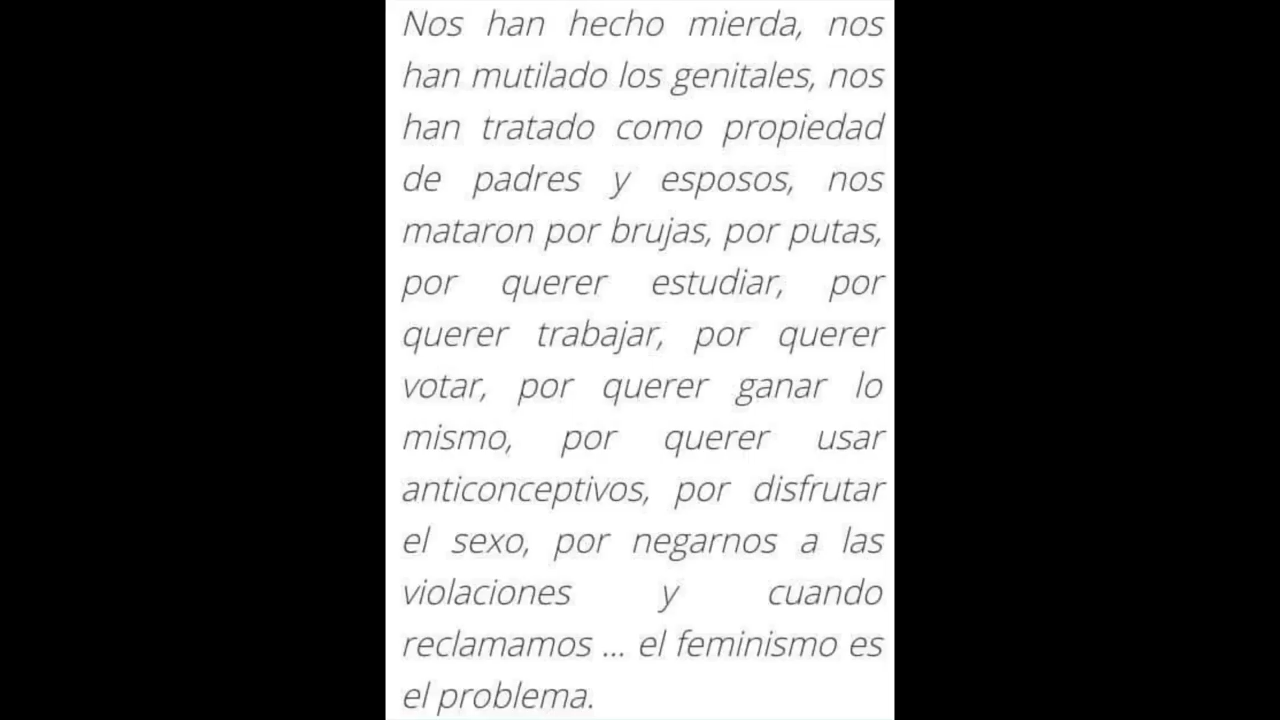 Nos han hecho mierda, nos
han mutilado los genitales, nos
han tratado como propiedad
de padres y esposos, nos
mataron por brujas, por putas,
por querer estudiar, por
querer trabajar, por querer
votar, por querer ganar lo
mismo, por querer usar
anticonceptivos, por disfrutar
el sexo, por negarnos a las
violaciones y cuando
reclamamos ... el feminismo es
el problema.